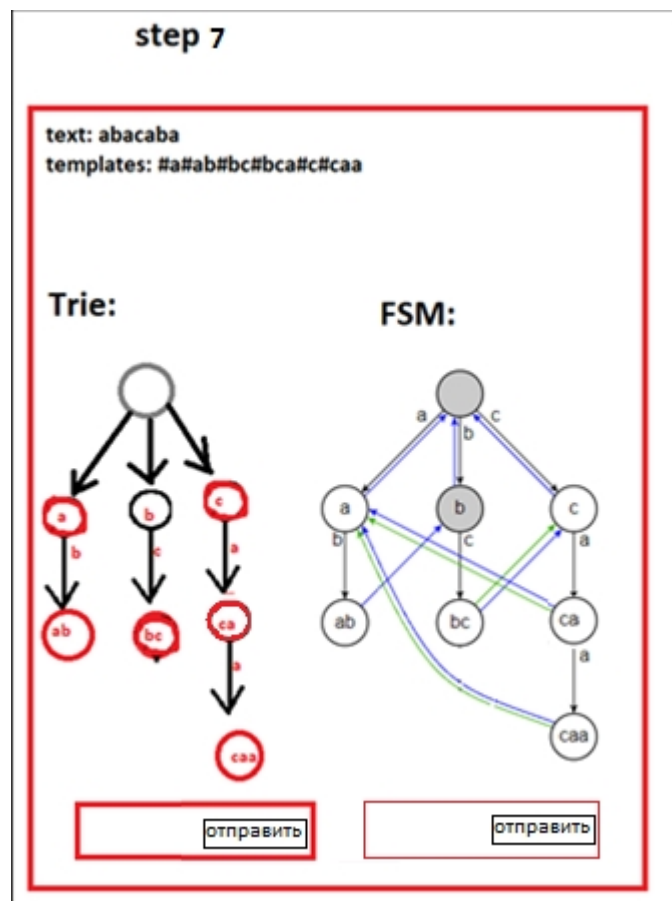 step 7
text: abacaba
templates: #a#ab#bc#bca#c#caa
Trie:
FSM:
a b c
a b c
a b c
b c a
b c a
ab bc ca
ab bc ca
a
a
caa
caa
отправить
отправить